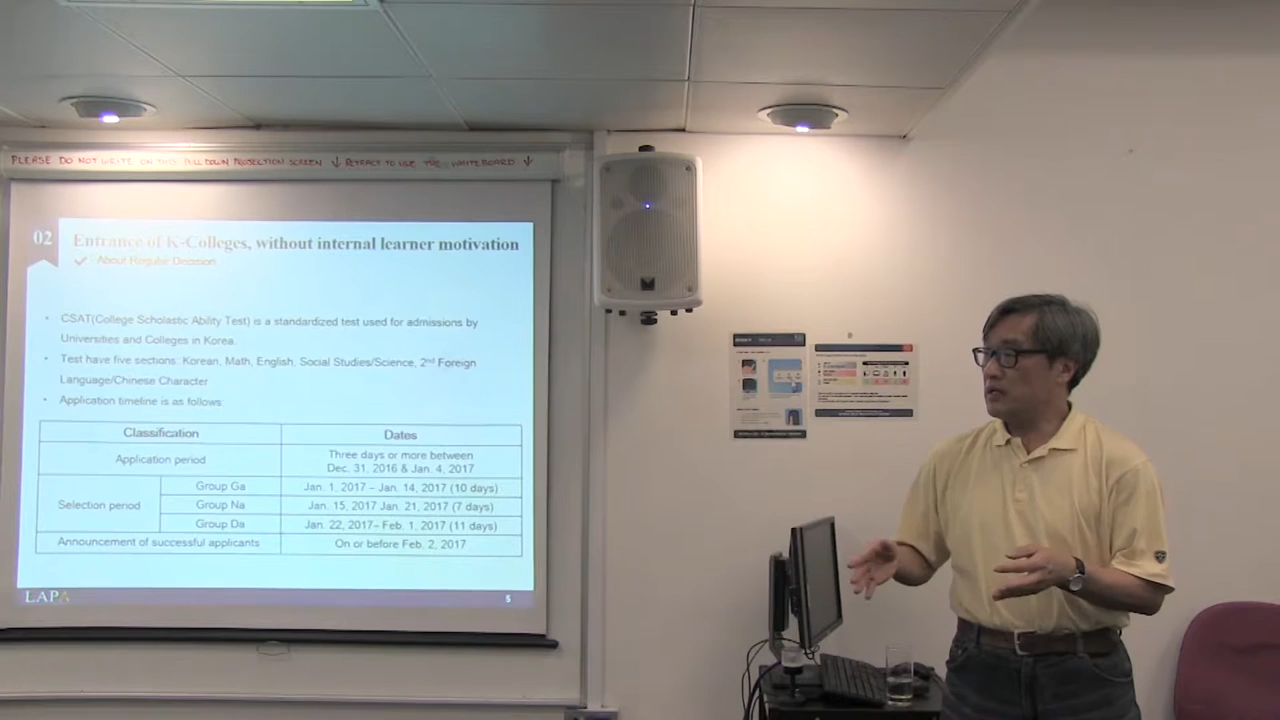 PLEASE DO NOT WRITE ON THIS PULL DOWN PROJECTION SCREEN ↓ RETRACT TO USE THE WHITEBOARD ↓
02
Entrance of K-Colleges, without internal learner motivation
✓ About Regular Decision
• CSAT(College Scholastic Ability Test) is a standardized test used for admissions by
Universities and Colleges in Korea.
• Test have five sections: Korean, Math, English, Social Studies/Science, 2nd Foreign
Language/Chinese Character
• Application timeline is as follows:
Classification Dates
Application period Three days or more between
Dec. 31, 2016 & Jan. 4, 2017
Selection period
Group Ga Jan. 1, 2017 – Jan. 14, 2017 (10 days)
Group Na Jan. 15, 2017 Jan. 21, 2017 (7 days)
Group Da Jan. 22, 2017– Feb. 1, 2017 (11 days)
Announcement of successful applicants On or before Feb. 2, 2017
LAPA
5